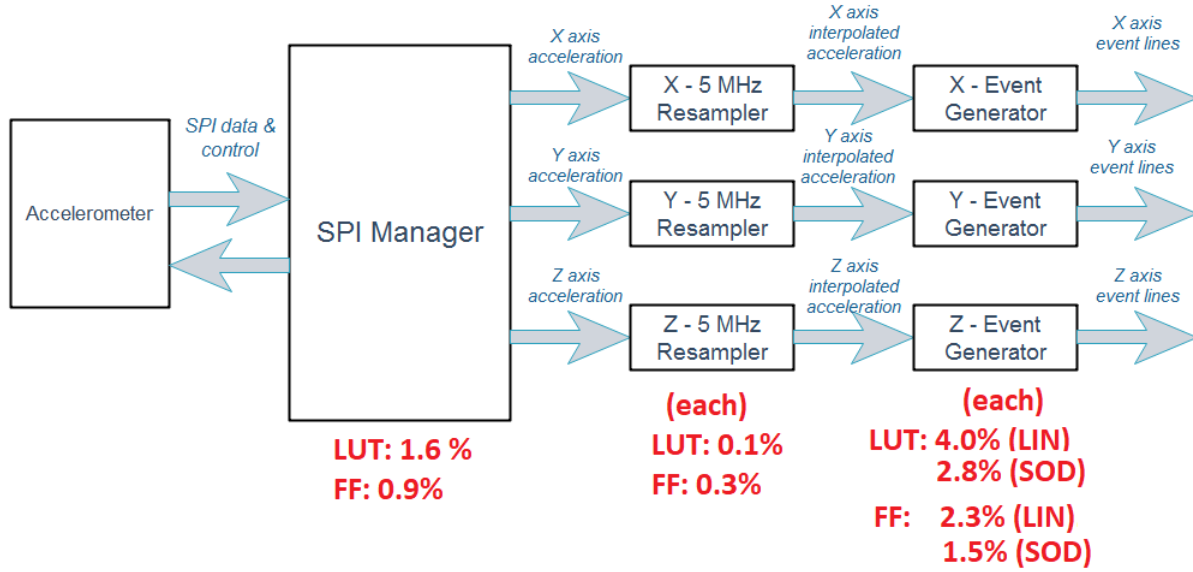 Accelerometer
SPI data &
control
SPI Manager
X axis
acceleration
X - 5 MHz
Resampler
X axis
interpolated
acceleration
X - Event
Generator
X axis
event lines
Y axis
acceleration
Y - 5 MHz
Resampler
Y axis
interpolated
acceleration
Y - Event
Generator
Y axis
event lines
Z axis
acceleration
Z - 5 MHz
Resampler
Z axis
interpolated
acceleration
Z - Event
Generator
Z axis
event lines
LUT: 1.6 %
FF: 0.9%
(each)
LUT: 0.1%
FF: 0.3%
(each)
LUT: 4.0% (LIN)
2.8% (SOD)
FF: 2.3% (LIN)
1.5% (SOD)